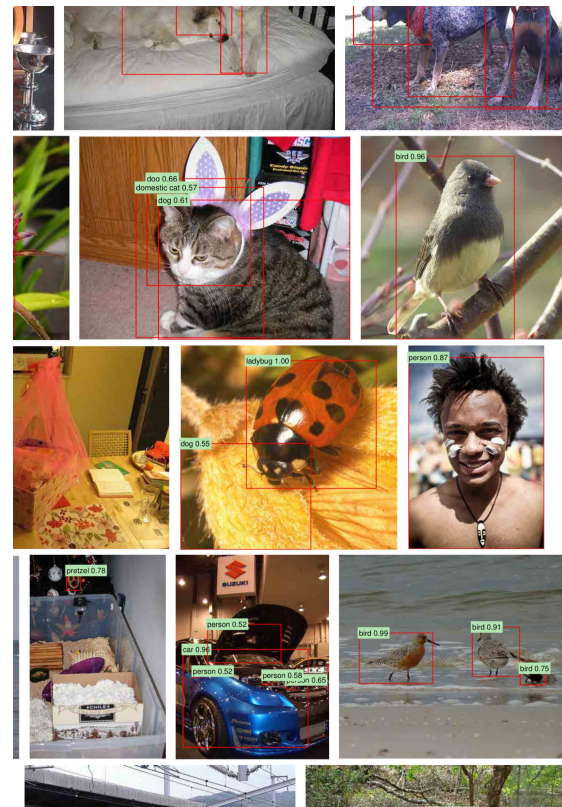 dog 0.66
domestic cat 0.57
dog 0.61
bird 0.96
ladybug 1.00
dog 0.55
person 0.87
pretzel 0.78
SUZUKI
person 0.52
car 0.96
person 0.52
person 0.58
person 0.65
bird 0.99
bird 0.91
bird 0.75